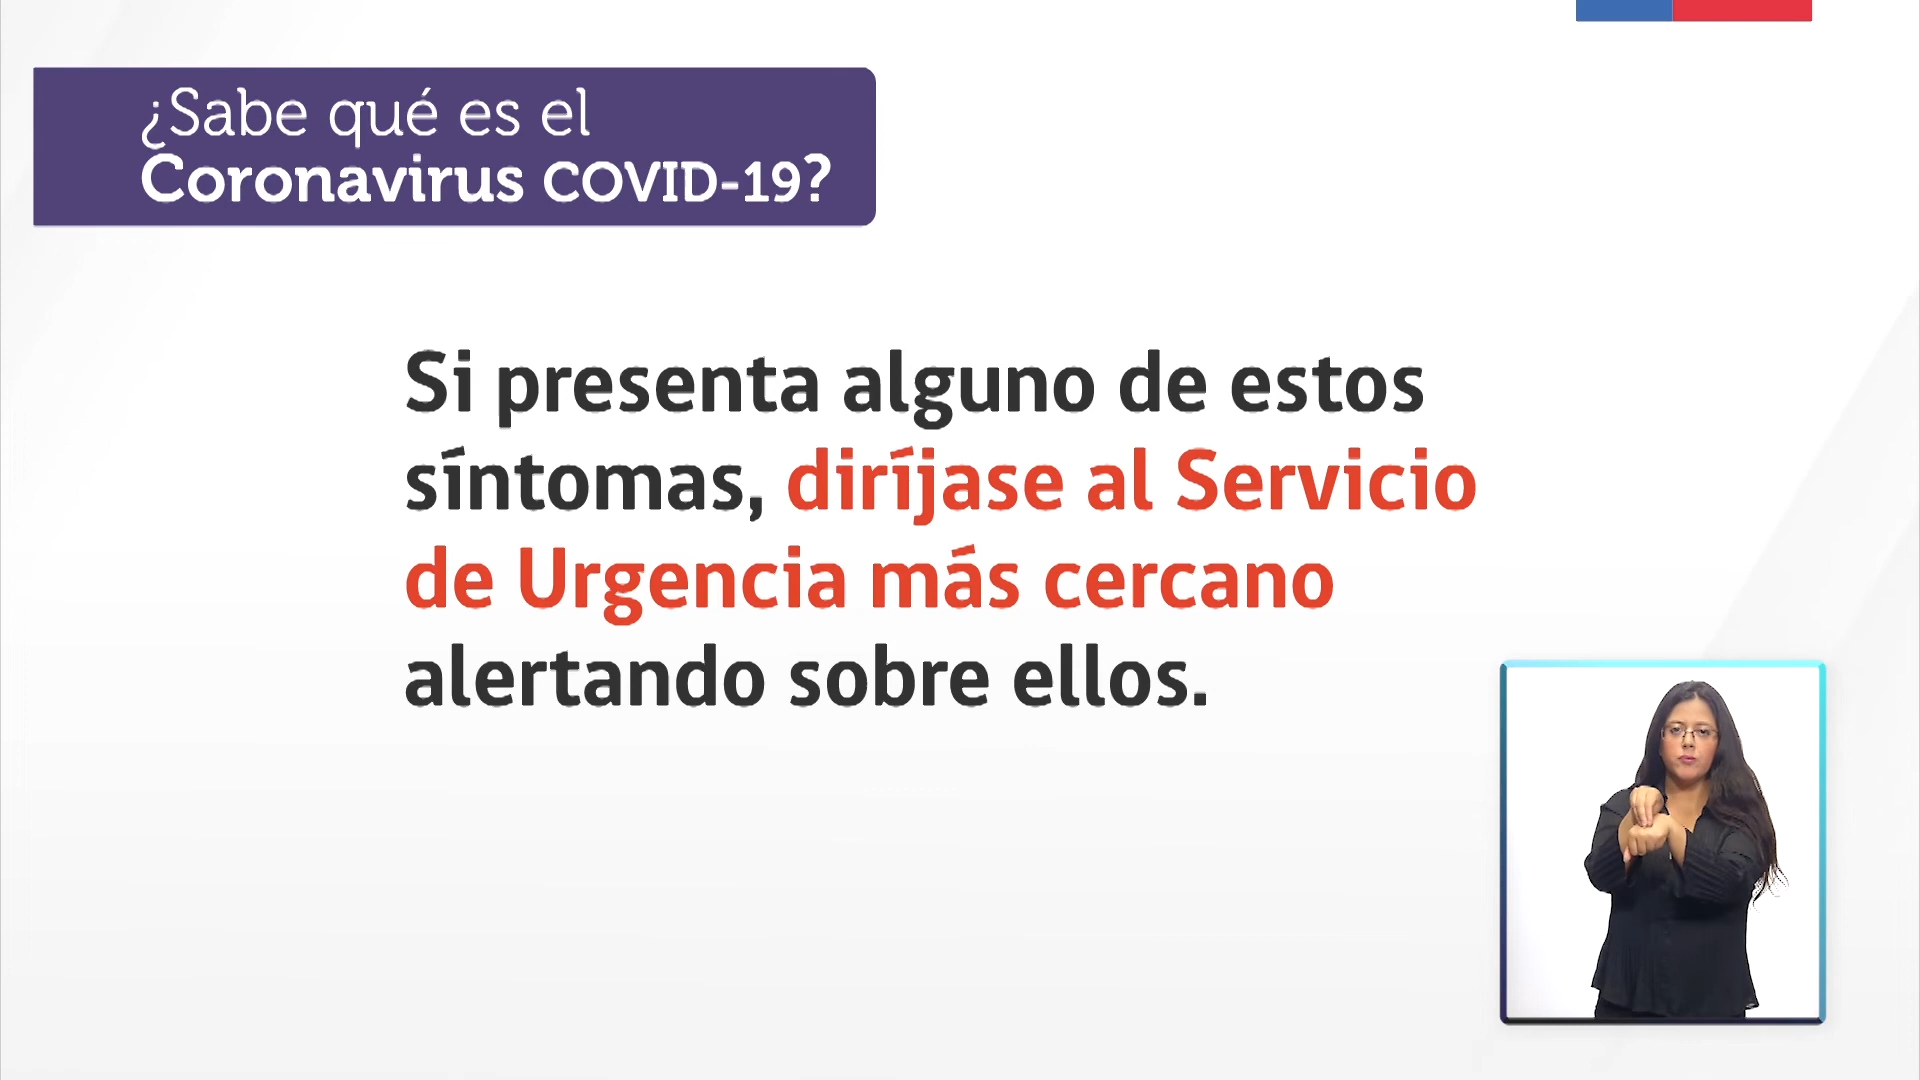 ¿Sabe qué es el
Coronavirus COVID-19?
Si presenta alguno de estos
síntomas, diríjase al Servicio
de Urgencia más cercano
alertando sobre ellos.